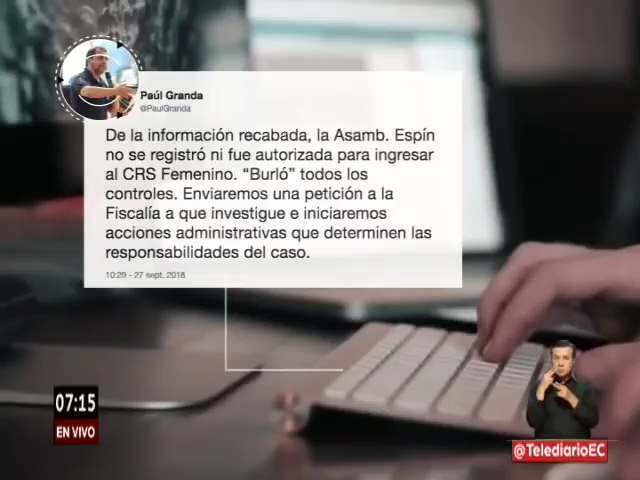 Paúl Granda
@PaulGranda
De la información recabada, la Asamb. Espín
no se registró ni fue autorizada para ingresar
al CRS Femenino. “Burló” todos los
controles. Enviaremos una petición a la
Fiscalía a que investigue e iniciaremos
acciones administrativas que determinen las
responsabilidades del caso.
10:29 - 27 sept. 2018
07:15
EN VIVO
@TelediarioEC